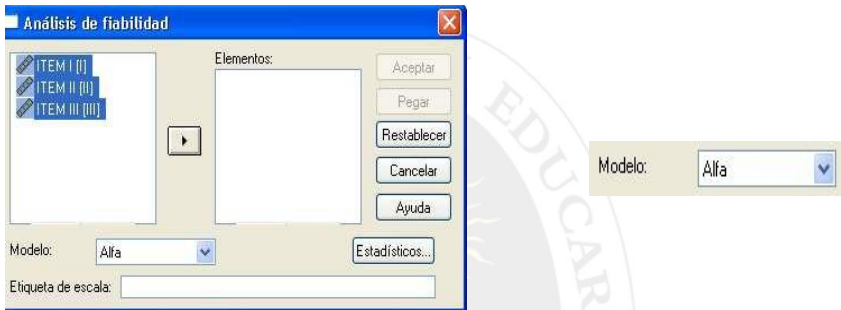 Análisis de fiabilidad
ITEM I [I]
ITEM II [II]
ITEM III [III]
Elementos:
Aceptar
Pegar
Restablecer
Cancelar
Ayuda
Modelo: Alfa
Estadísticos...
Etiqueta de escala:
EDUCAR
Modelo: Alfa